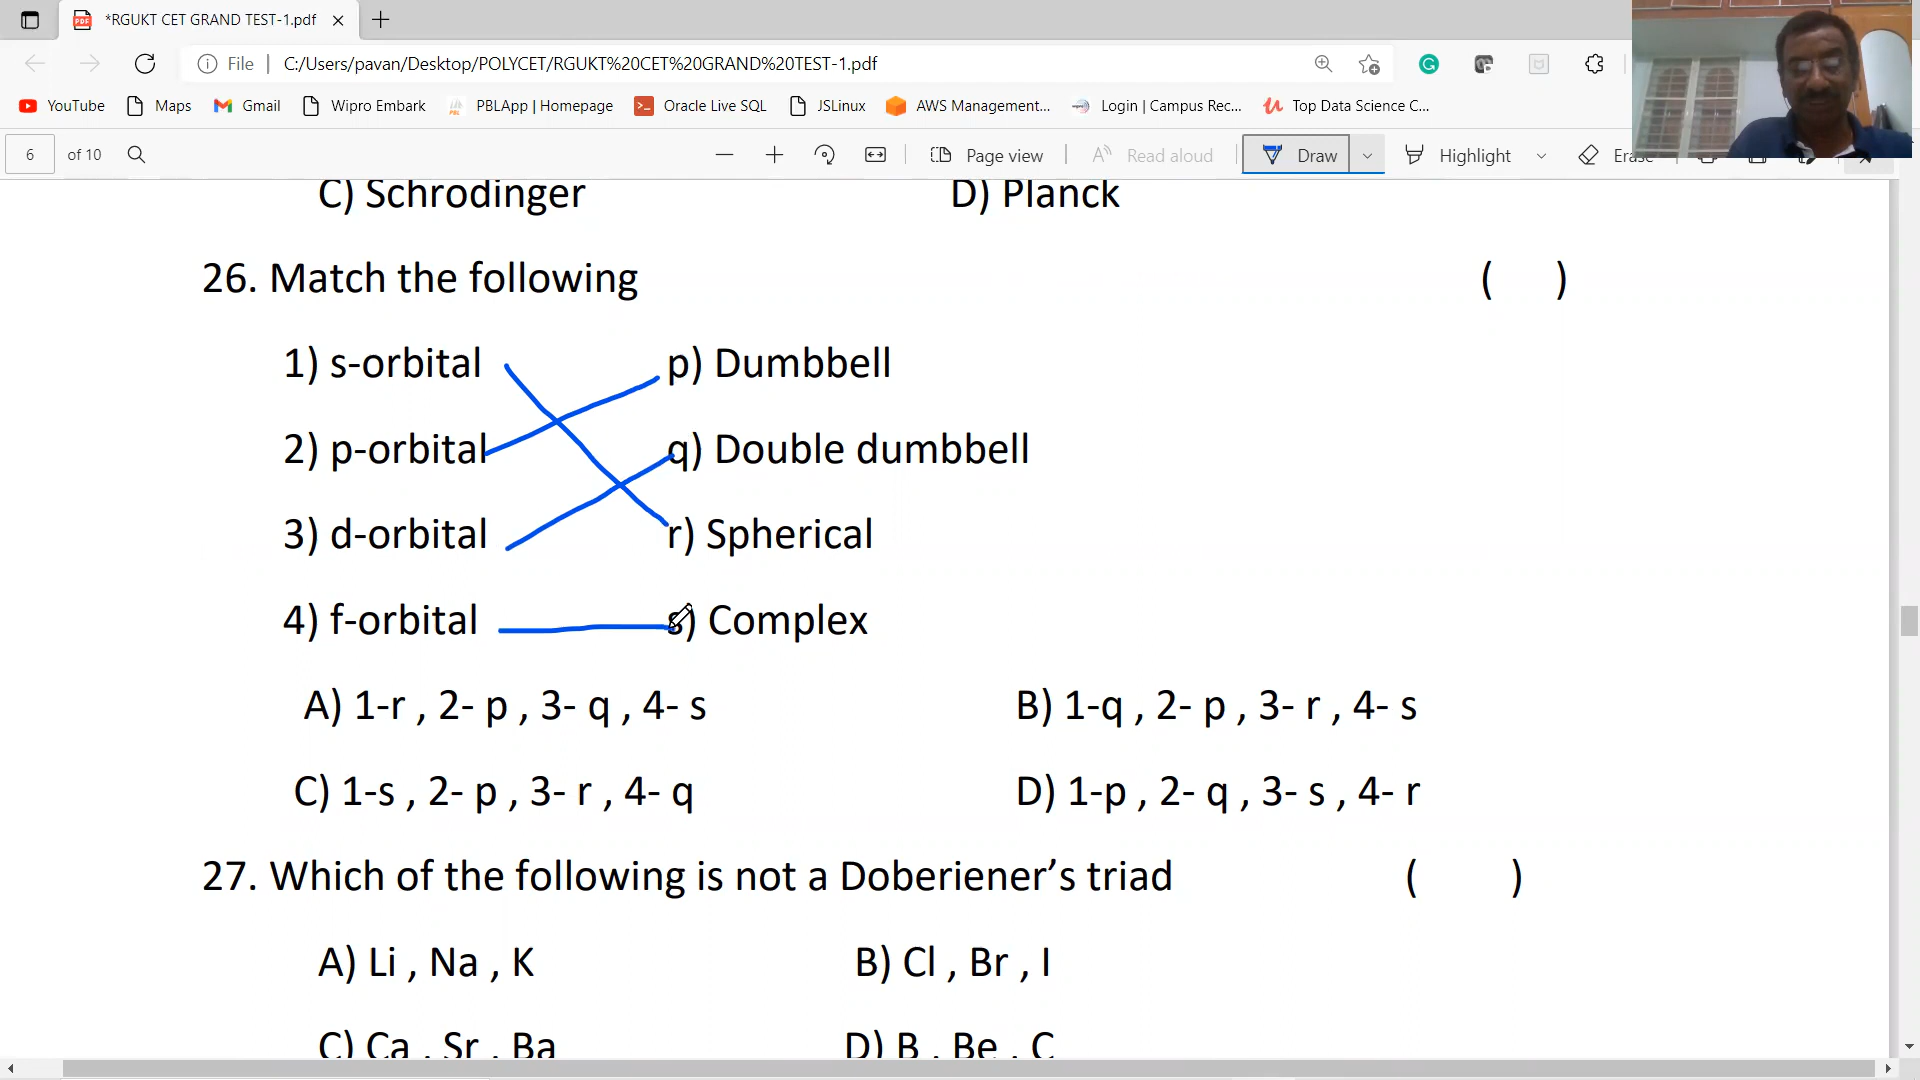 *RGUKT CET GRAND TEST-1.pdf
File C:/Users/pavan/Desktop/POLYCET/RGUKT%20CET%20GRAND%20TEST-1.pdf
YouTube Maps Gmail Wipro Embark PBLApp | Homepage Oracle Live SQL JSLinux AWS Management... Login | Campus Rec... Top Data Science C...
6 of 10 Page view Read aloud Draw Highlight Erase
C) Schrodinger D) Planck
26. Match the following ( )
1) s-orbital p) Dumbbell
2) p-orbital q) Double dumbbell
3) d-orbital r) Spherical
4) f-orbital s) Complex
A) 1-r , 2- p , 3- q , 4- s B) 1-q , 2- p , 3- r , 4- s
C) 1-s , 2- p , 3- r , 4- q D) 1-p , 2- q , 3- s , 4- r
27. Which of the following is not a Doberiener’s triad ( )
A) Li , Na , K B) Cl , Br , I
C) Ca , Sr , Ba D) B , Be , C